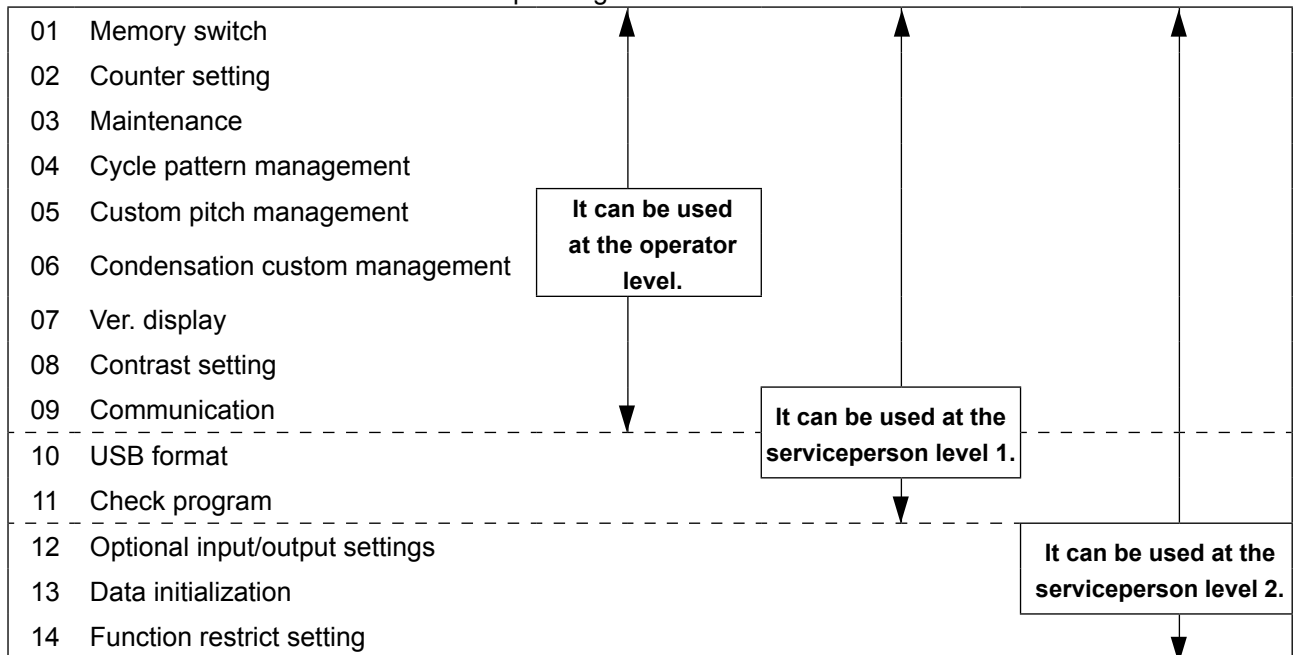 01 Memory switch
02 Counter setting
03 Maintenance
04 Cycle pattern management
05 Custom pitch management
06 Condensation custom management
07 Ver. display
08 Contrast setting
09 Communication
10 USB format
11 Check program
12 Optional input/output settings
13 Data initialization
14 Function restrict setting
It can be used
at the operator
level.
It can be used at the
serviceperson level 1.
It can be used at the
serviceperson level 2.